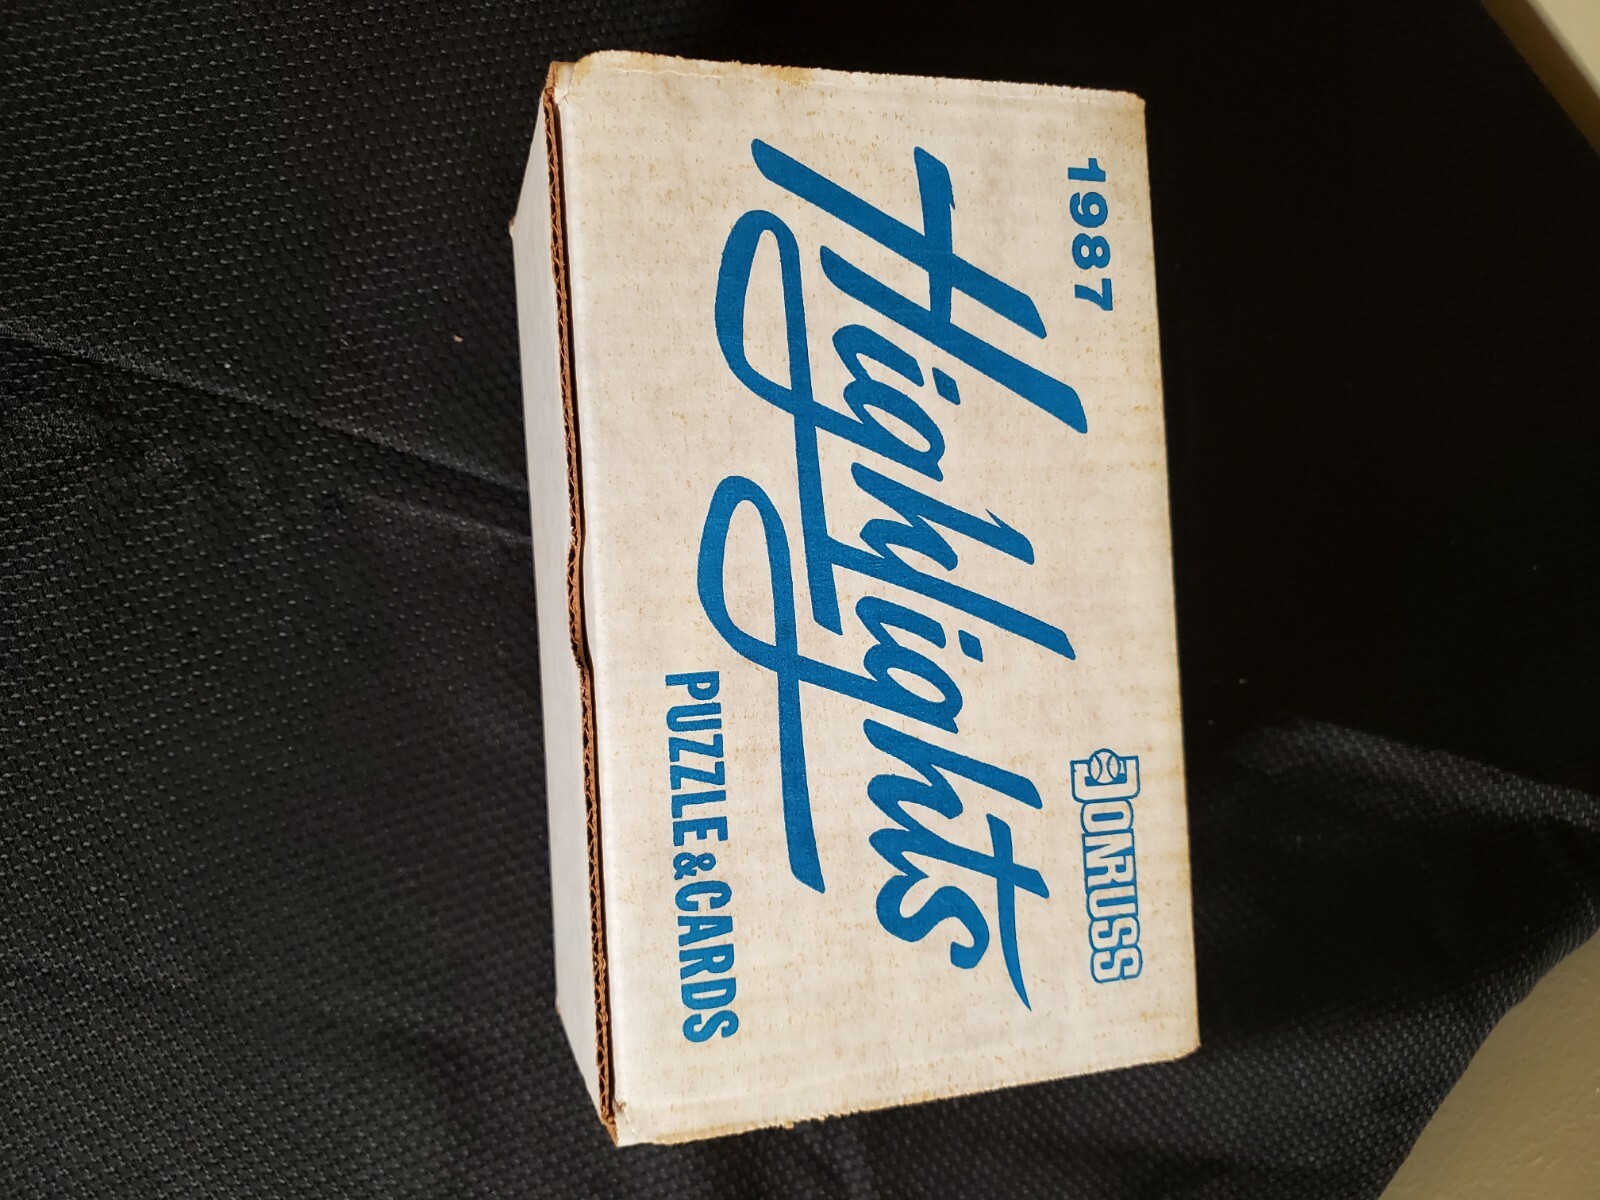 1987 DONRUSS
Highlights
PUZZLE & CARDS